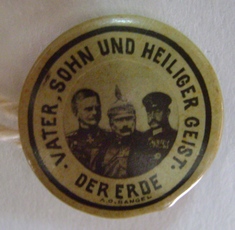 VATER, SOHN UND HEILIGER GEIST.
DER ERDE